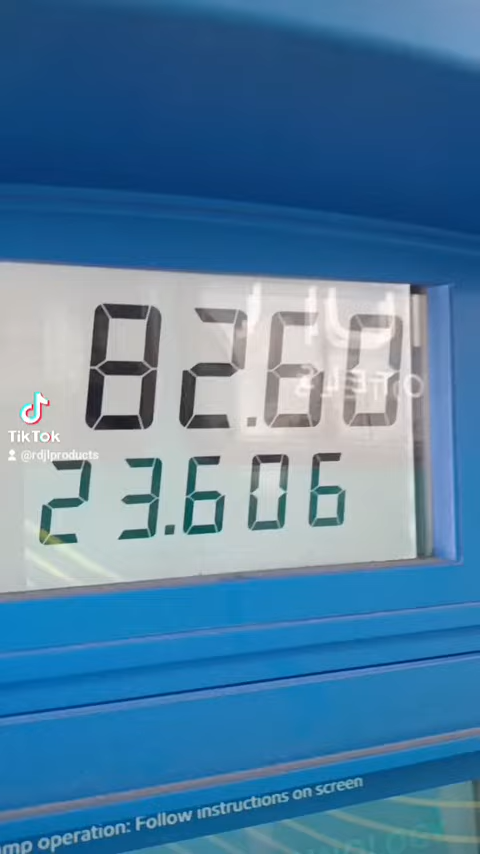 82.60
23.606
TikTok
@rdjlproducts
mp operation: Follow instructions on screen